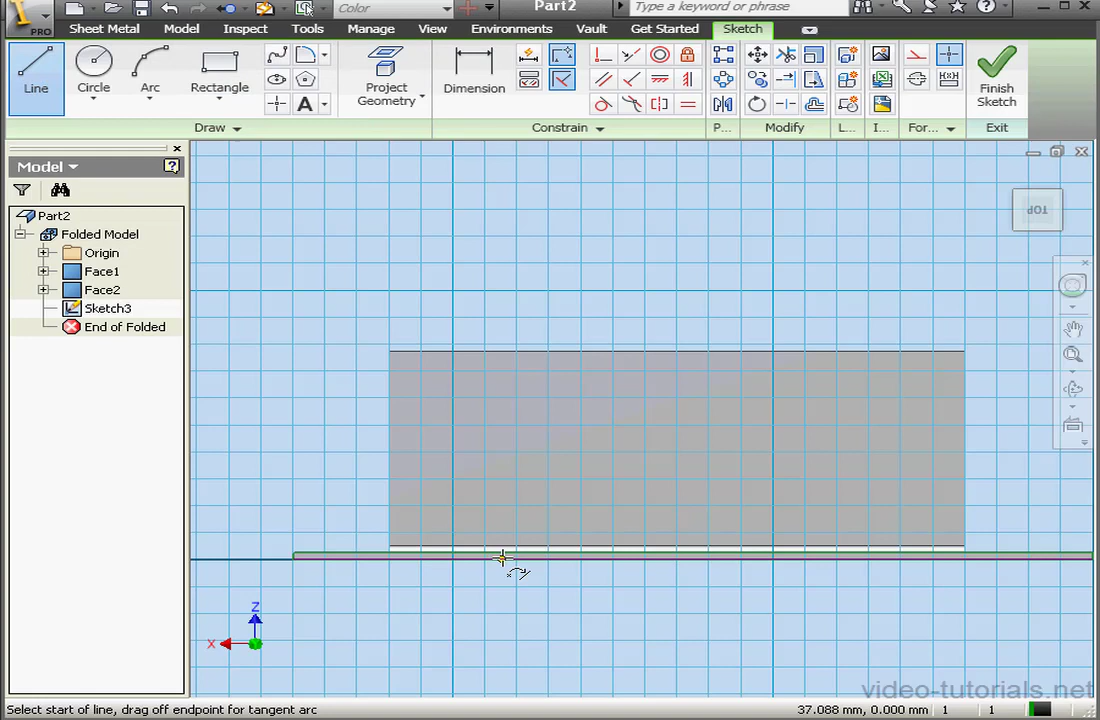 Color
Part2
Type a keyword or phrase
PRO
Sheet Metal Model Inspect Tools Manage View Environments Vault Get Started Sketch
Line Circle Arc Rectangle
A
Project Geometry
Dimension
Finish Sketch
Draw Constrain P... Modify L... I... For... Exit
Model
Part2
Folded Model
Origin
Face1
Face2
Sketch3
End of Folded
TOP
Z
X
video-tutorials.net
Select start of line, drag off endpoint for tangent arc
37.088 mm, 0.000 mm 1 1